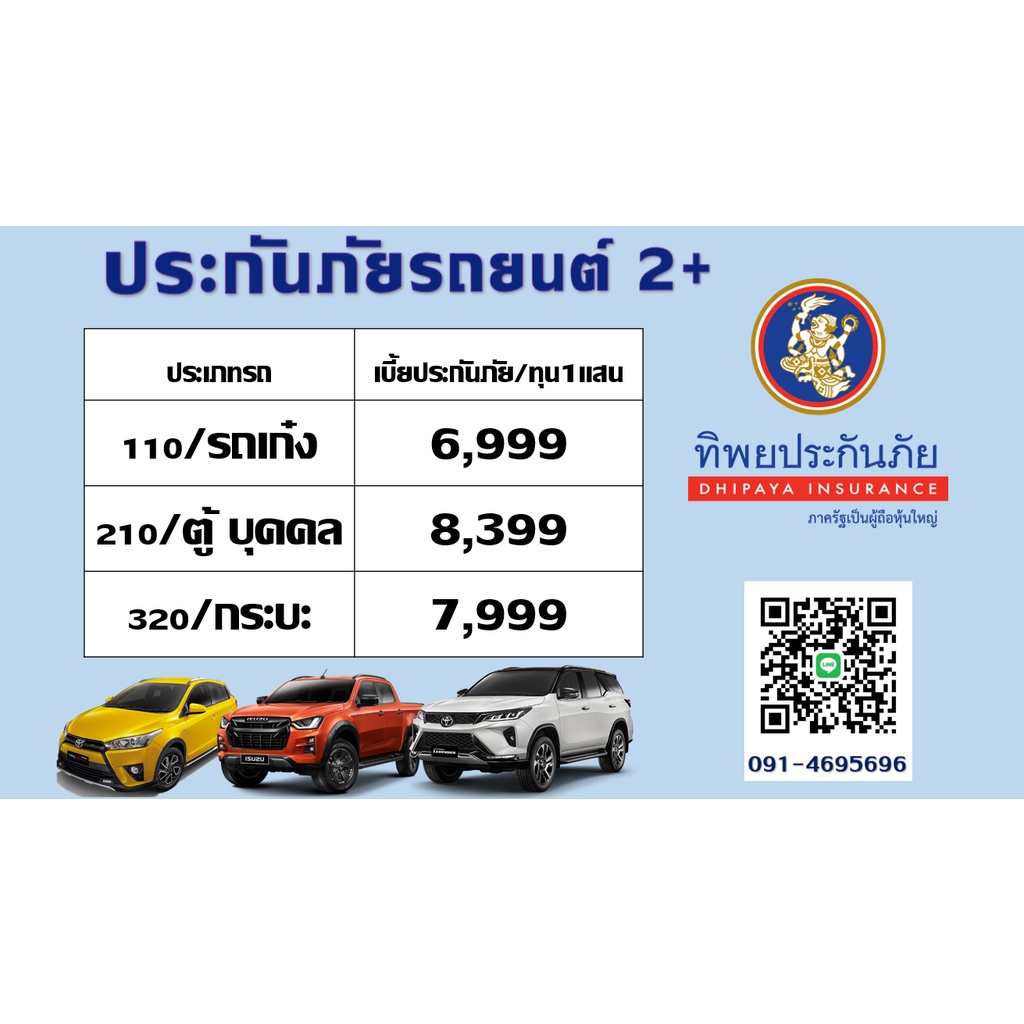 ประกันภัยรถยนต์ 2+
ประเภทรถ
เบี้ยประกันภัย/ทุน1แสน
110/รถเก๋ง
6,999
210/ตู้ บุคคล
8,399
320/กระบะ
7,999
ทิพยประกันภัย
DHIPAYA INSURANCE
ภาครัฐเป็นผู้ถือหุ้นใหญ่
LINE
091-4695696
ISUZU